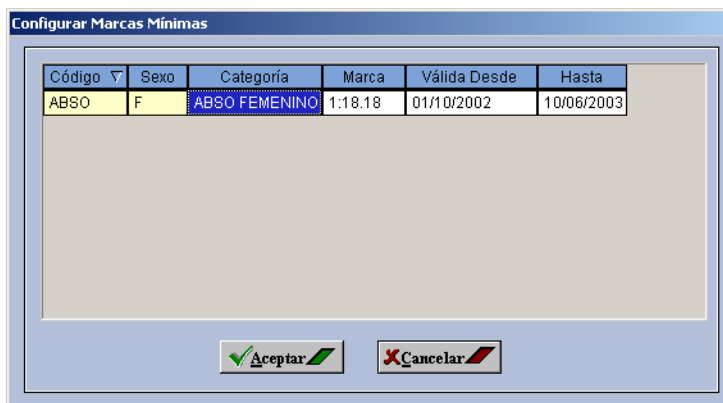 Configurar Marcas Mínimas
Código Sexo Categoría Marca Válida Desde Hasta
ABSO F ABSO FEMENINO 1:18.18 01/10/2002 10/06/2003
Aceptar Cancelar